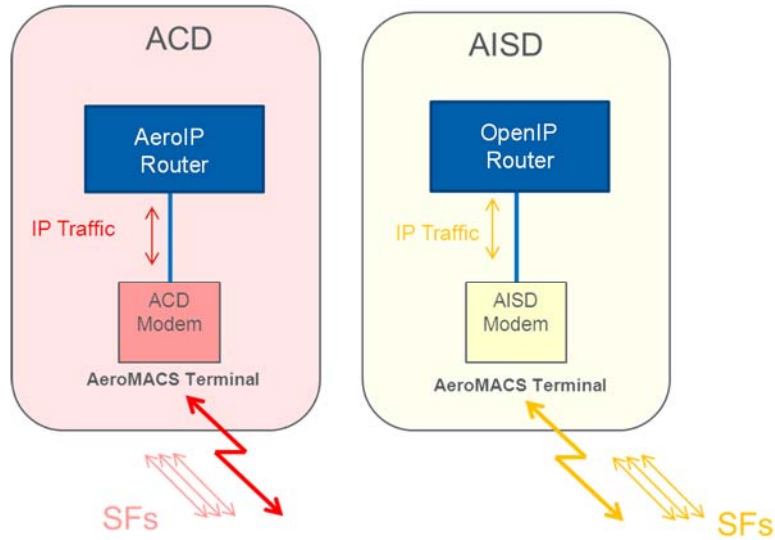 ACD
AeroIP
Router
IP Traffic
ACD
Modem
AeroMACS Terminal
SFs
AISD
OpenIP
Router
IP Traffic
AISD
Modem
AeroMACS Terminal
SFs